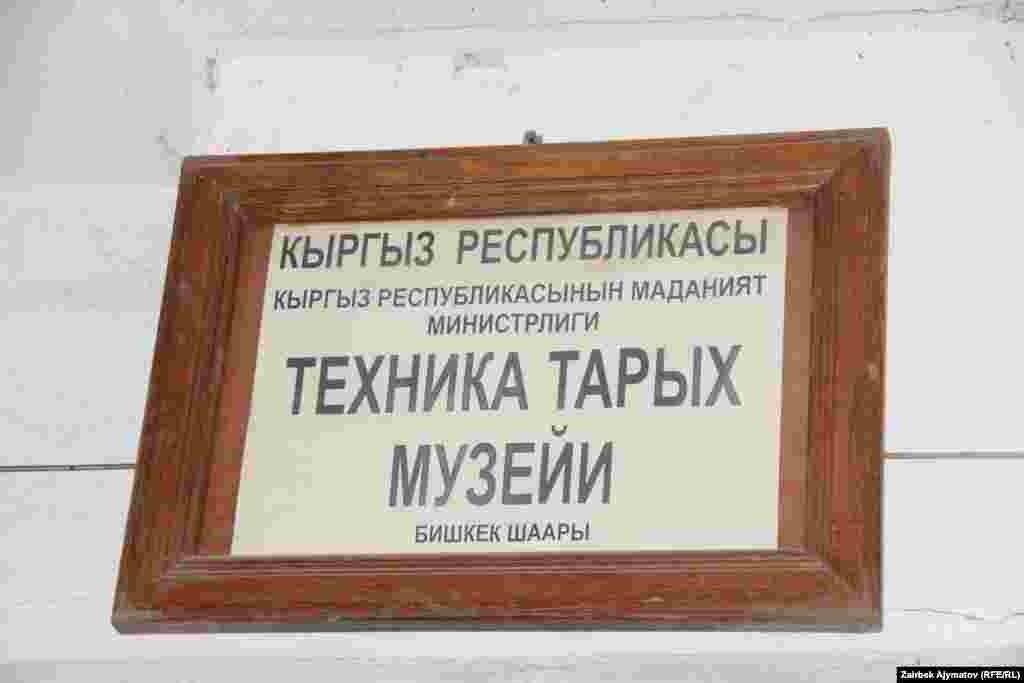 КЫРГЫЗ РЕСПУБЛИКАСЫ
КЫРГЫЗ РЕСПУБЛИКАСЫНЫН МАДАНИЯТ
МИНИСТРЛИГИ
ТЕХНИКА ТАРЫХ
МУЗЕЙИ
БИШКЕК ШААРЫ
Zairbek Ajymatov (RFE/RL)